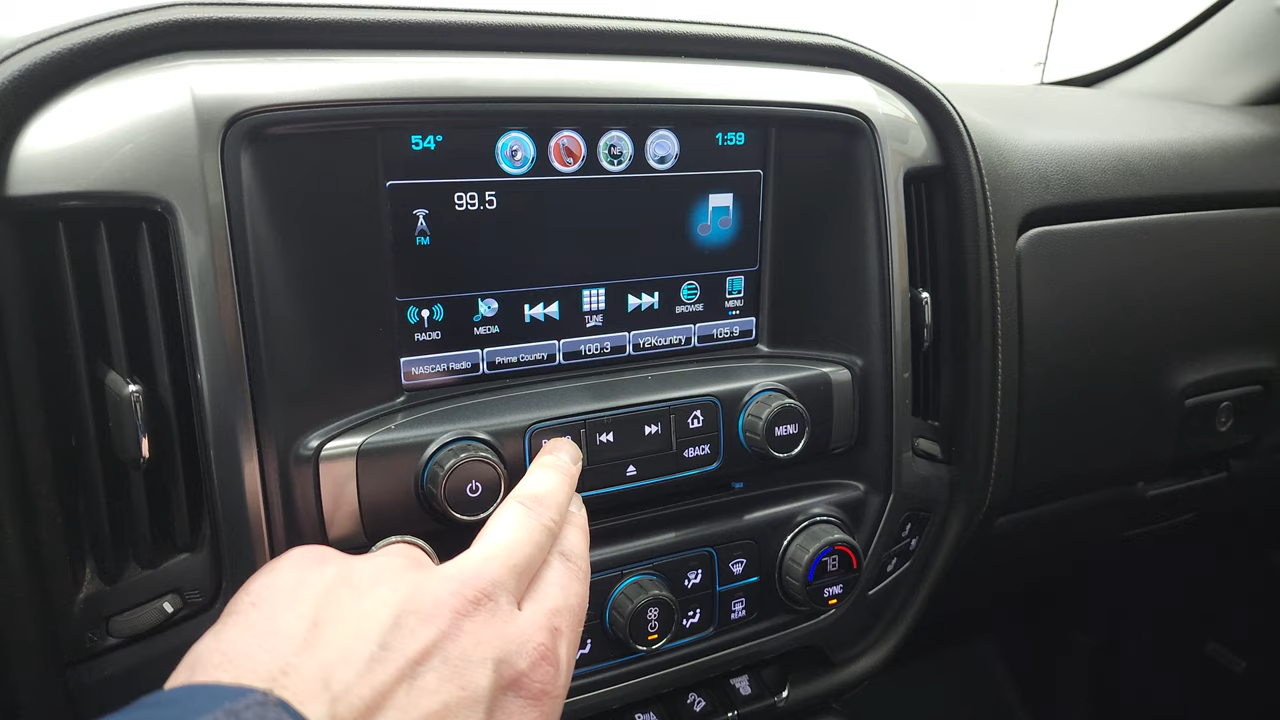 54°
NE
1:59
99.5
FM
RADIO
MEDIA
TUNE
BROWSE
MENU
NASCAR Radio
Prime Country
100.3
Y2Kountry
105.9
BACK
MENU
78
SYNC
REAR